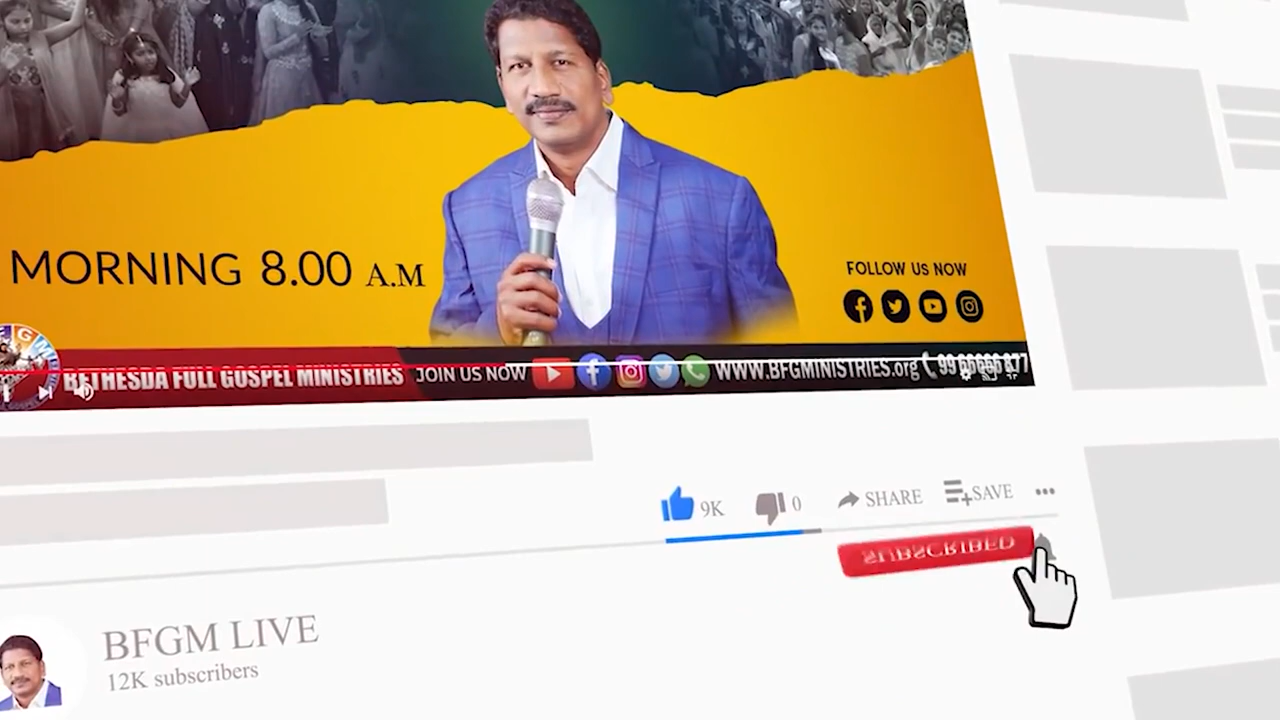 MORNING 8.00 A.M
FOLLOW US NOW
BETHESDA FULL GOSPEL MINISTRIES JOIN US NOW WWW.BFGMINISTRIES.org
9K 0 SHARE SAVE
SUBSCRIBED
BFGM LIVE
12K subscribers